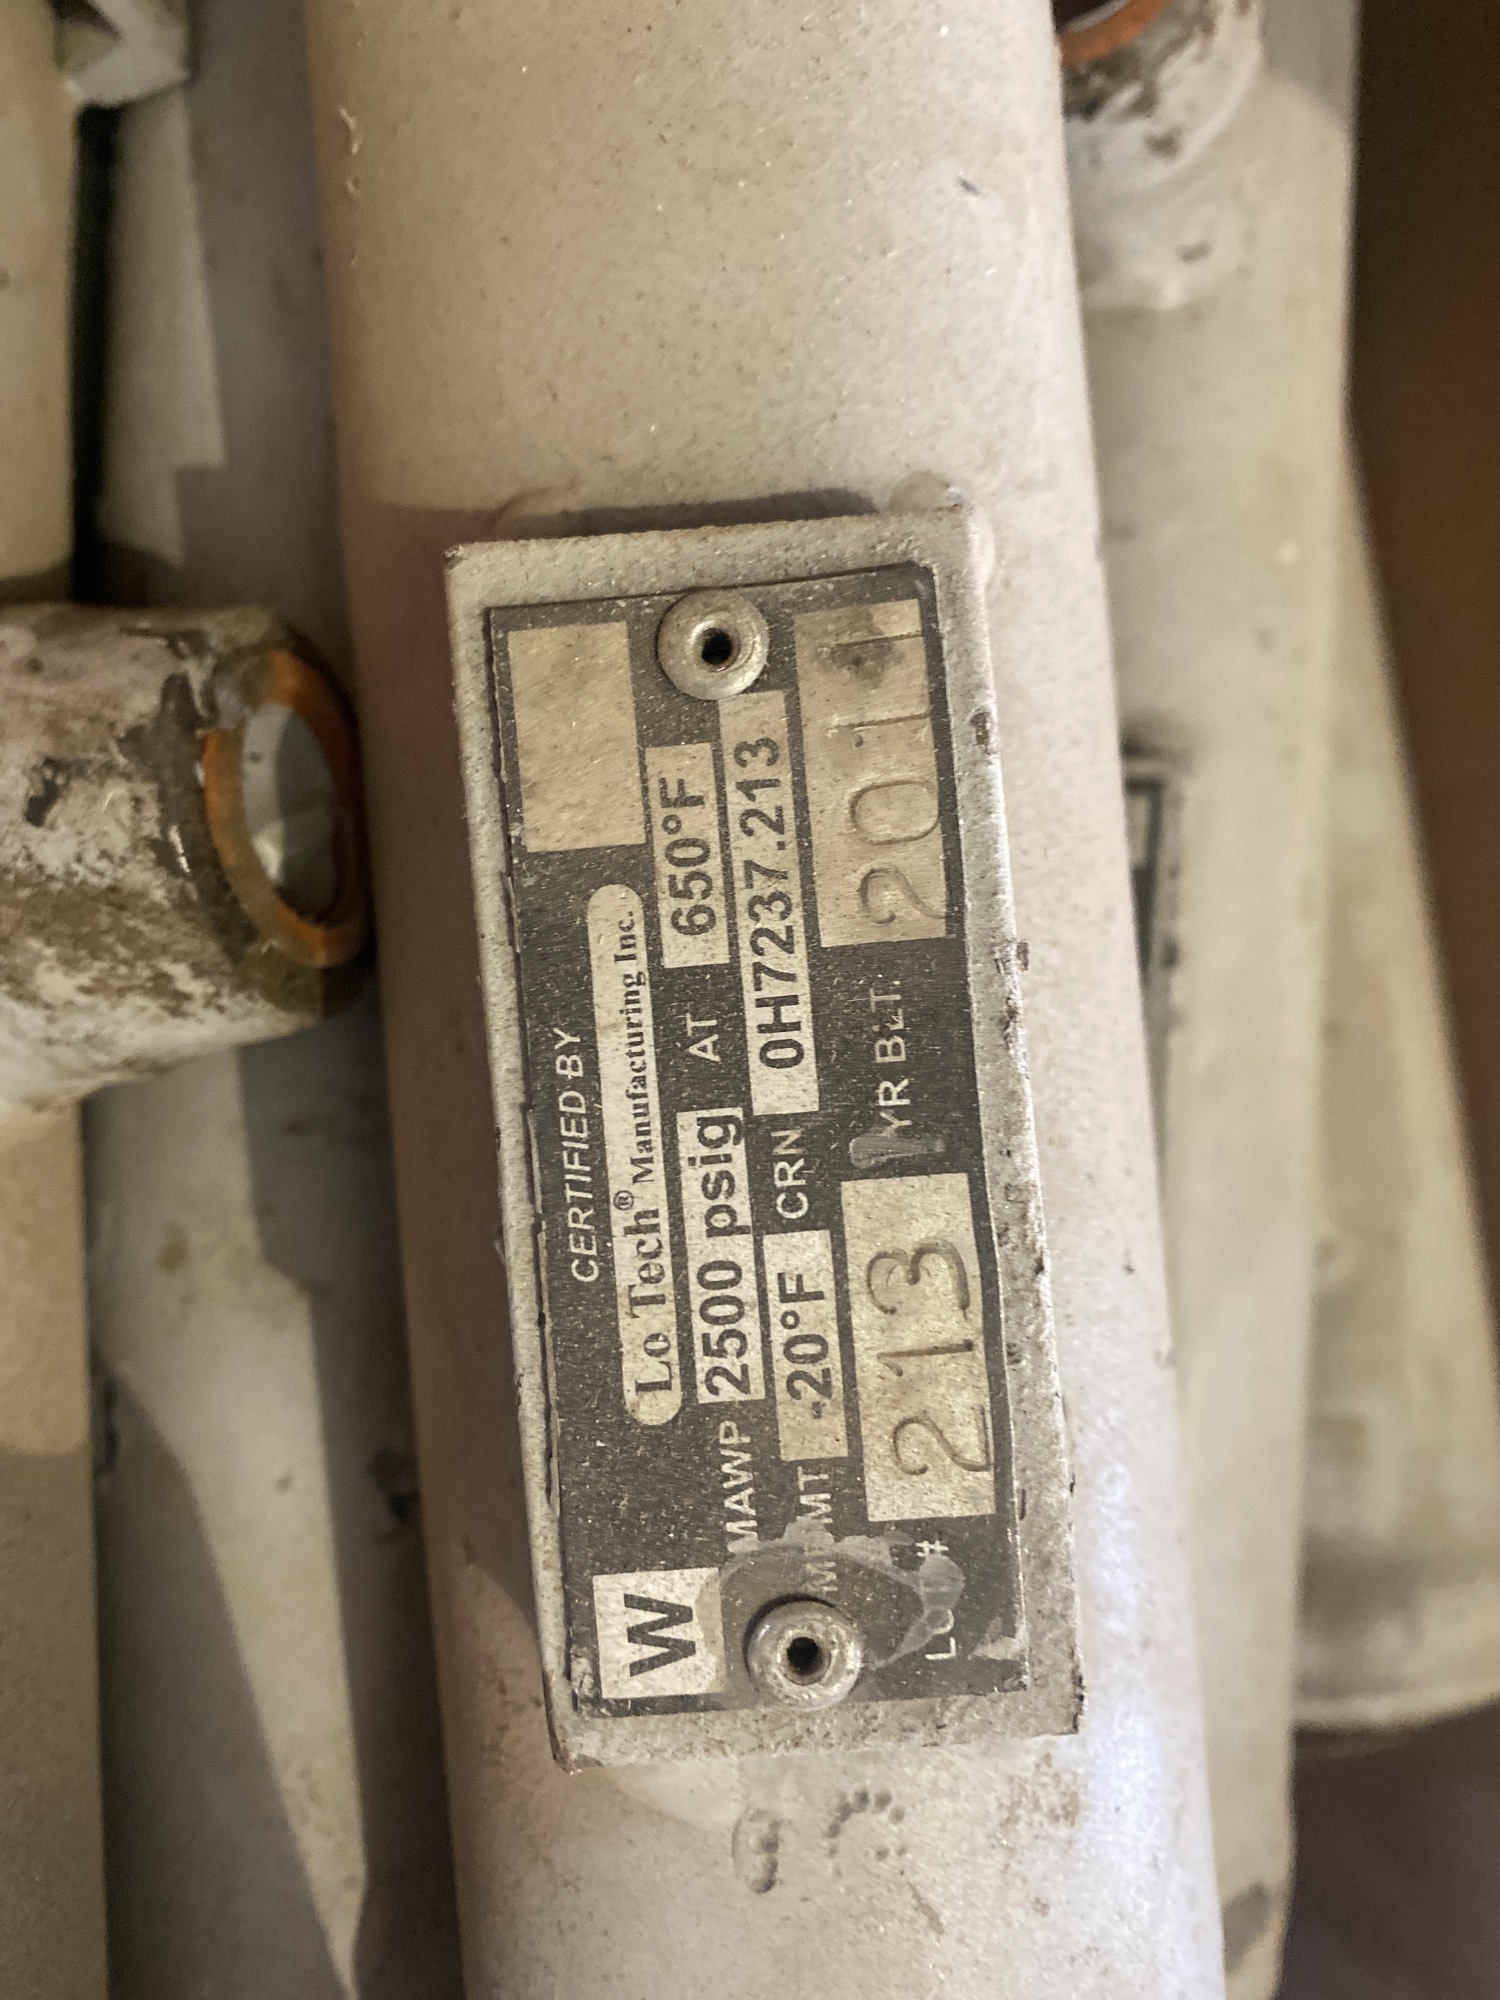 CERTIFIED BY
Lo Tech® Manufacturing Inc.
W
MAWP 2500 psig AT 650°F
MDMT -20°F CRN 0H7237.213
213 YR BLT. 2011